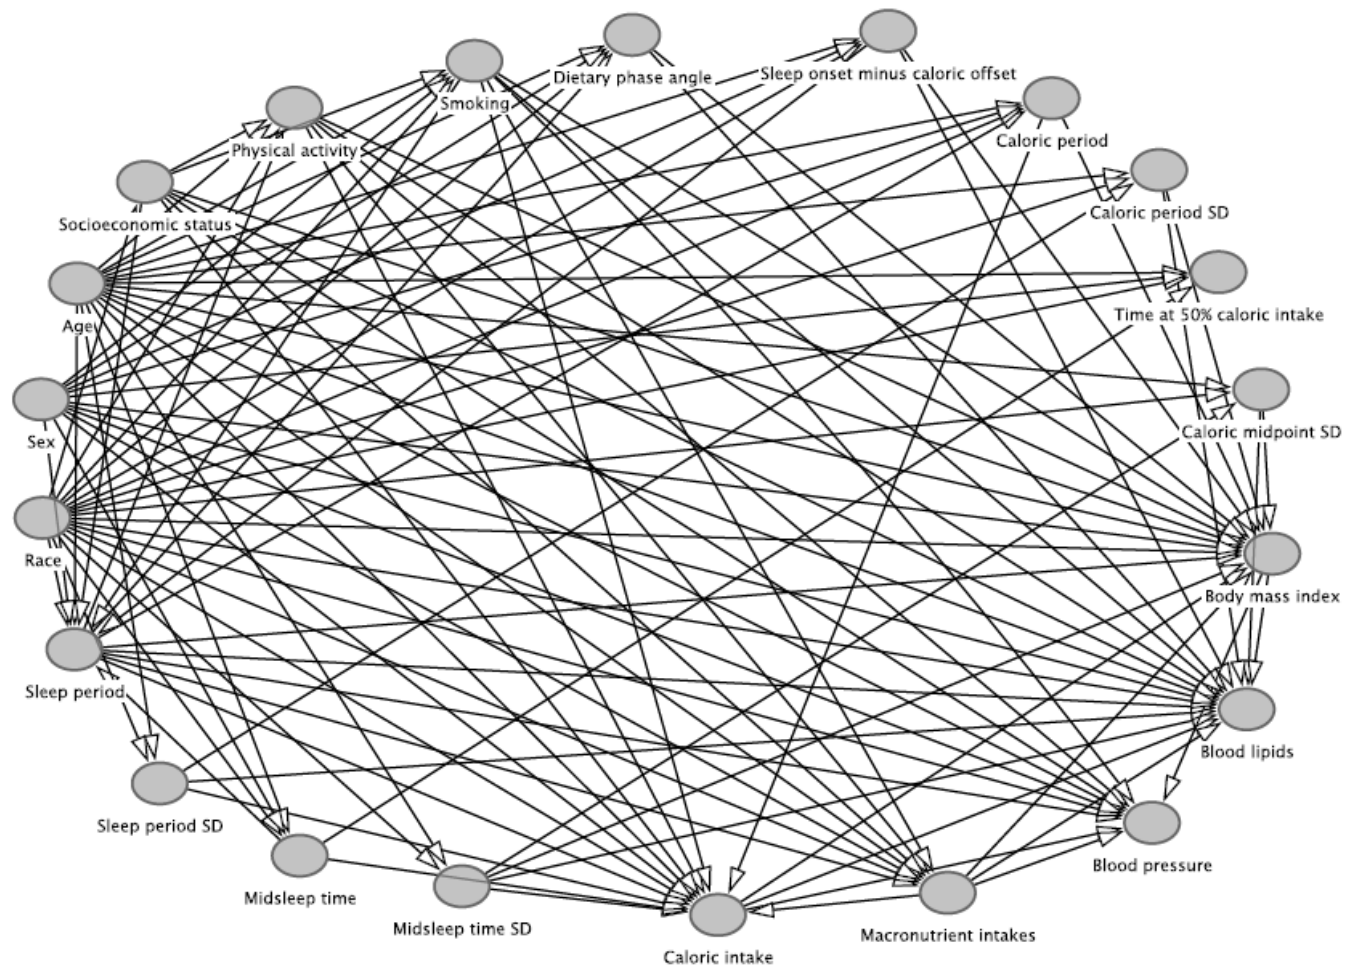 Dietary phase angle
Sleep onset minus caloric offset
Smoking
Caloric period
Physical activity
Caloric period SD
Socioeconomic status
Time at 50% caloric intake
Age
Caloric midpoint SD
Sex
Race
Body mass index
Sleep period
Blood lipids
Sleep period SD
Blood pressure
Midsleep time
Midsleep time SD
Macronutrient intakes
Caloric intake